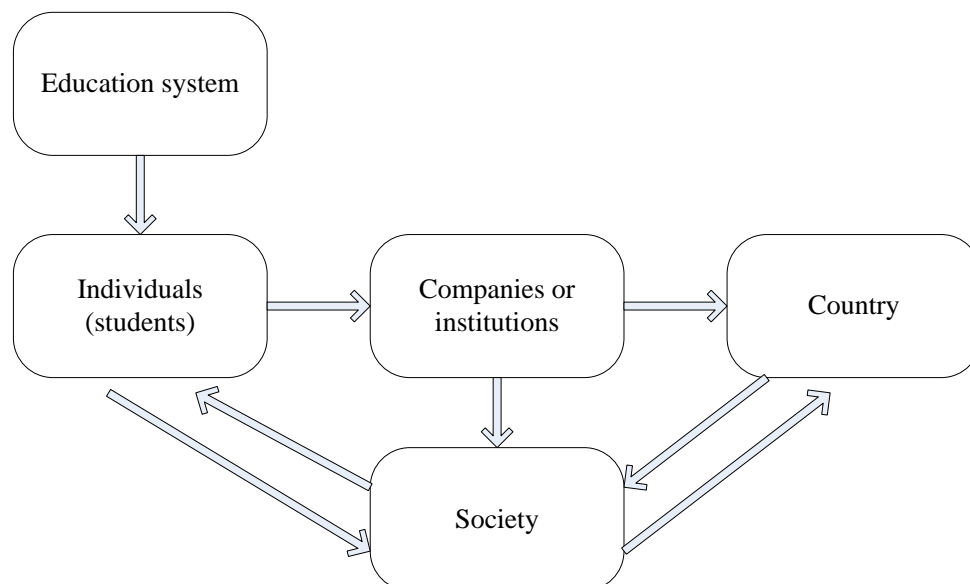 Education system
Individuals
(students)
Companies or
institutions
Country
Society